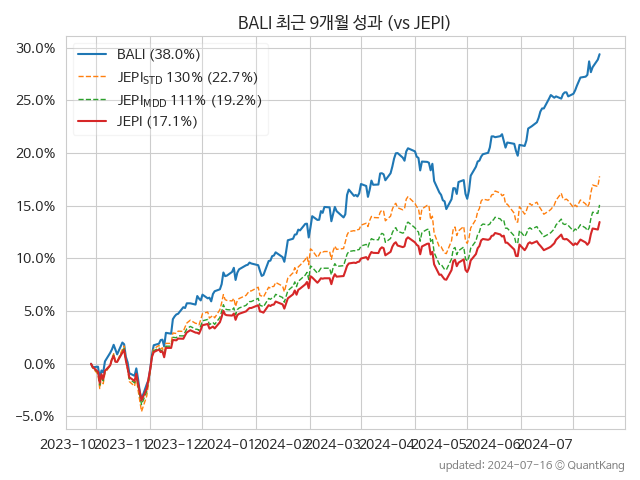 BALI 최근 9개월 성과 (vs JEPI)
30.0%
25.0%
20.0%
15.0%
10.0%
5.0%
0.0%
−5.0%
BALI (38.0%)
JEPI_STD 130% (22.7%)
JEPI_MDD 111% (19.2%)
JEPI (17.1%)
2023-10 2023-11 2023-12 2024-01 2024-02 2024-03 2024-04 2024-05 2024-06 2024-07
updated: 2024-07-16 © QuantKang